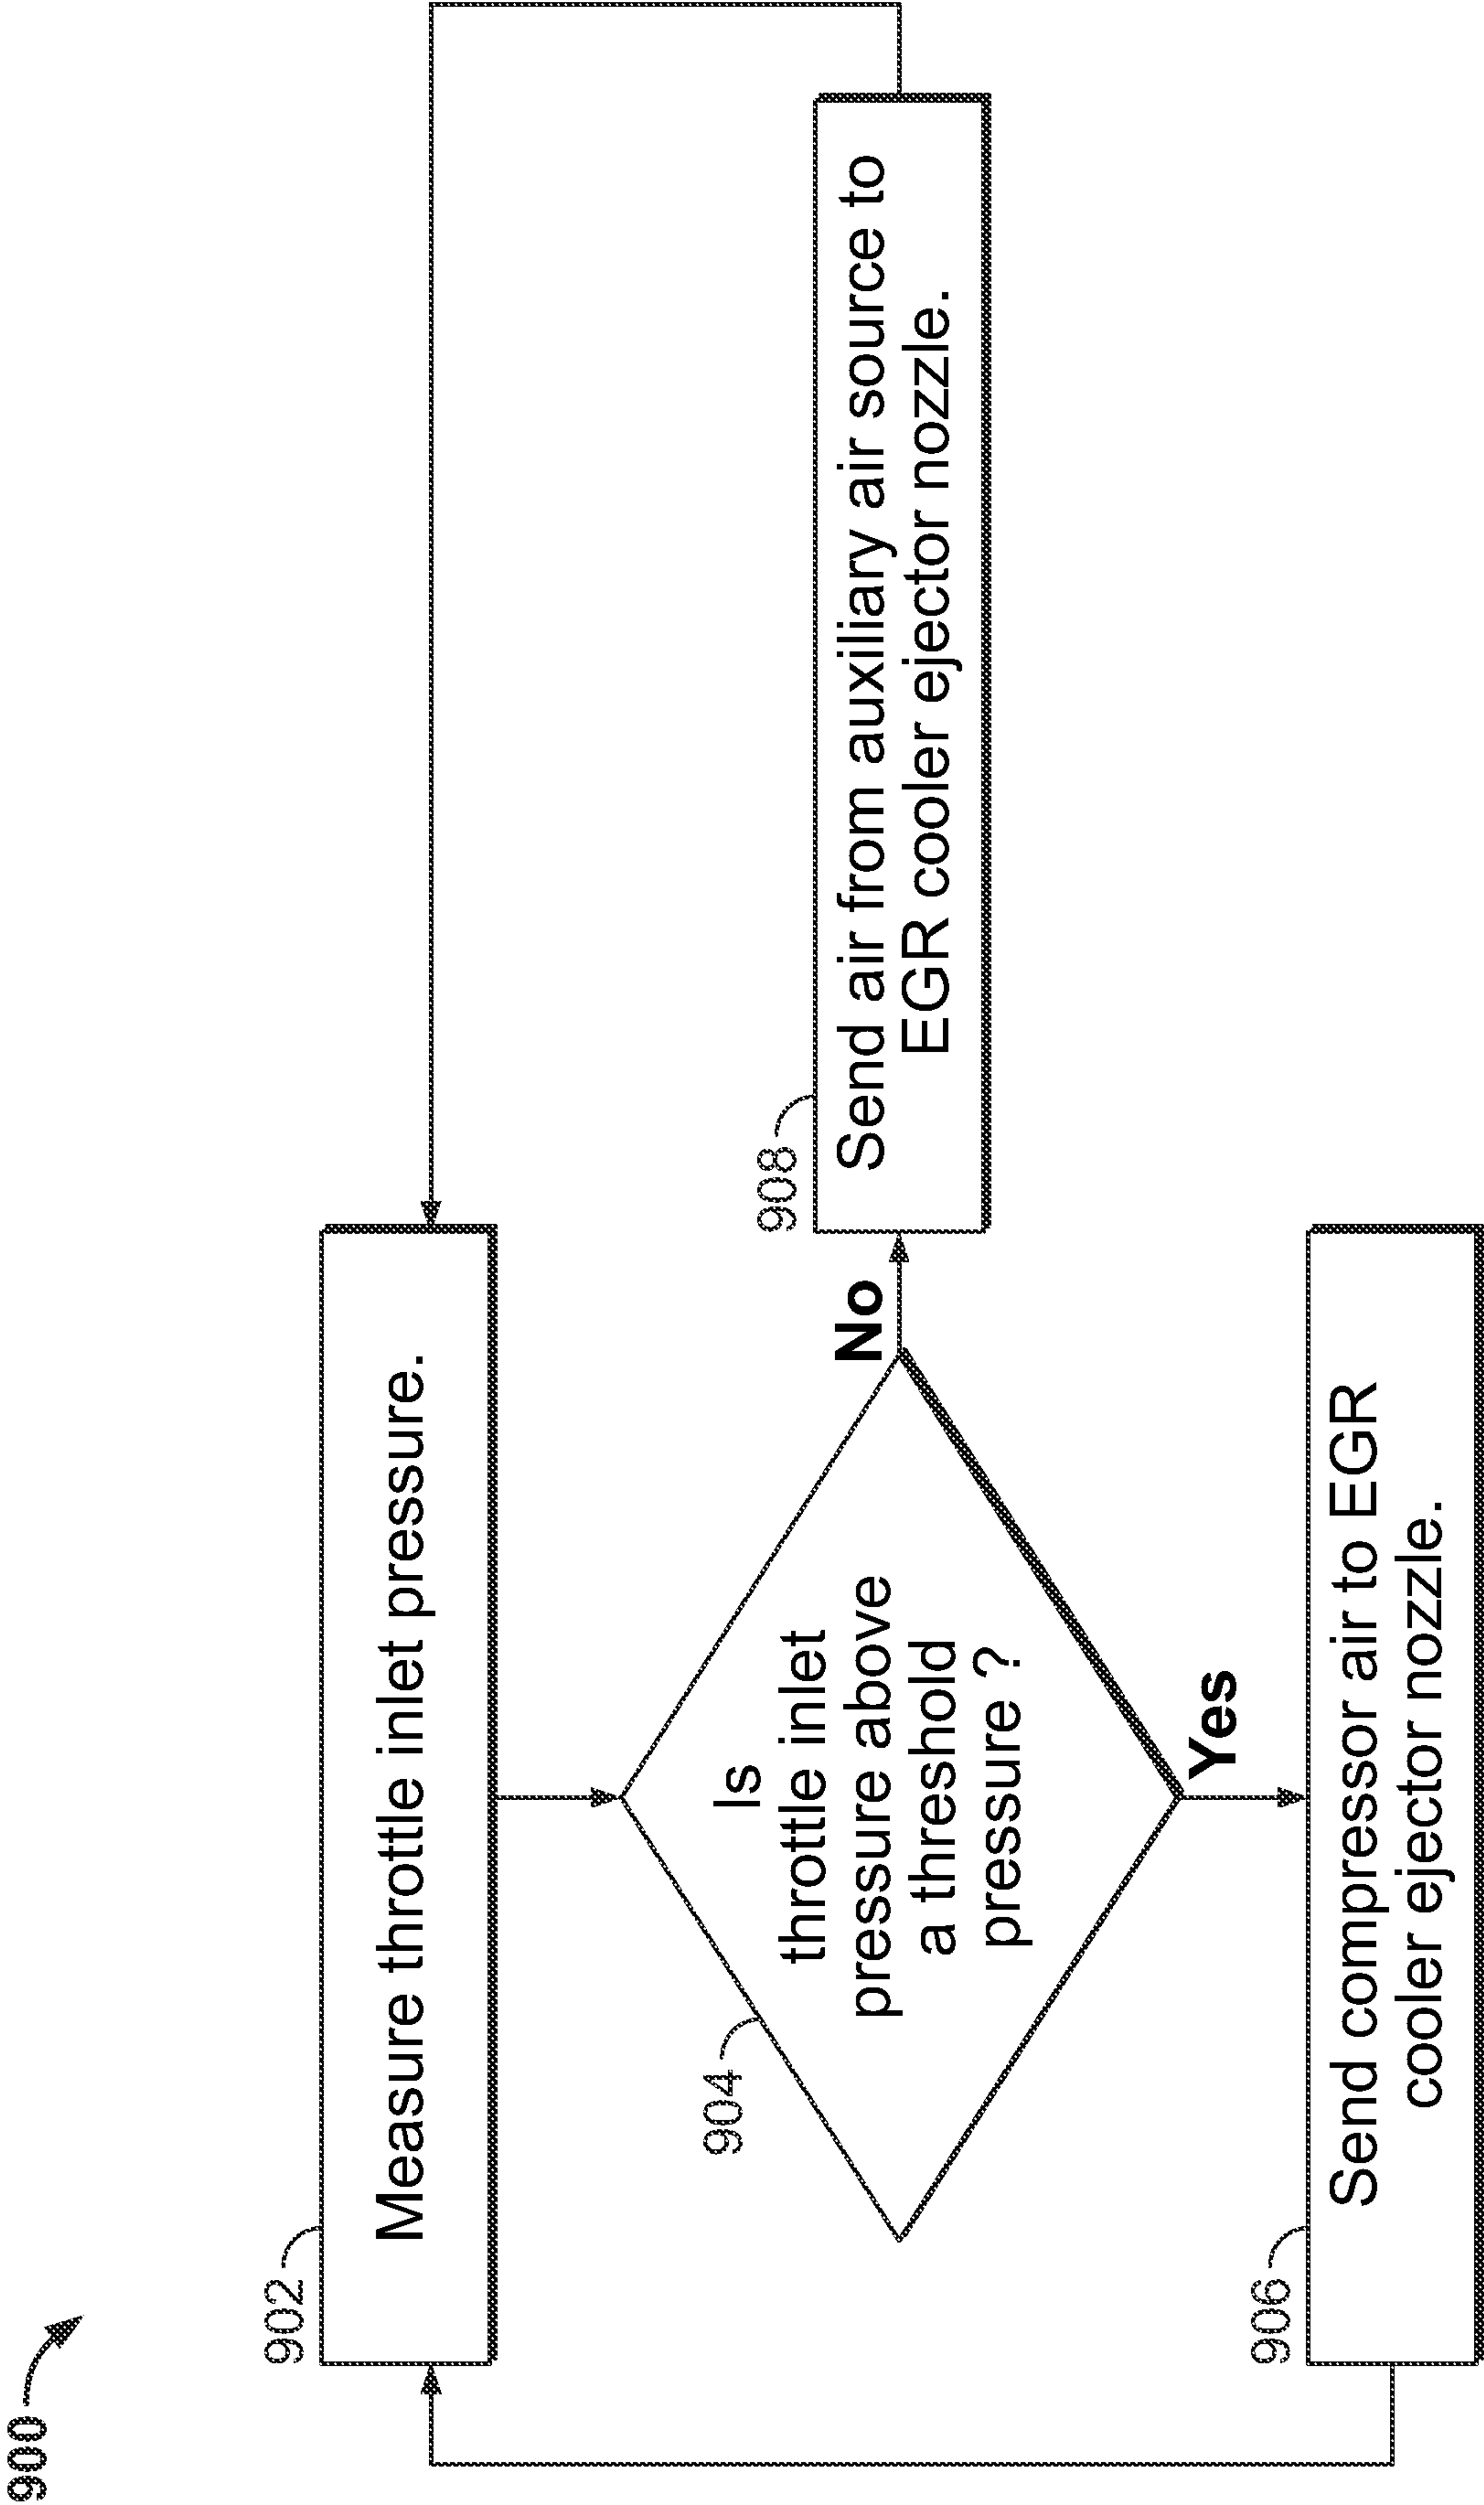 900
902
Measure throttle inlet pressure.
904
Is
throttle inlet
pressure above
a threshold
pressure ?
No
908
Send air from auxiliary air source to
EGR cooler ejector nozzle.
Yes
906
Send compressor air to EGR
cooler ejector nozzle.